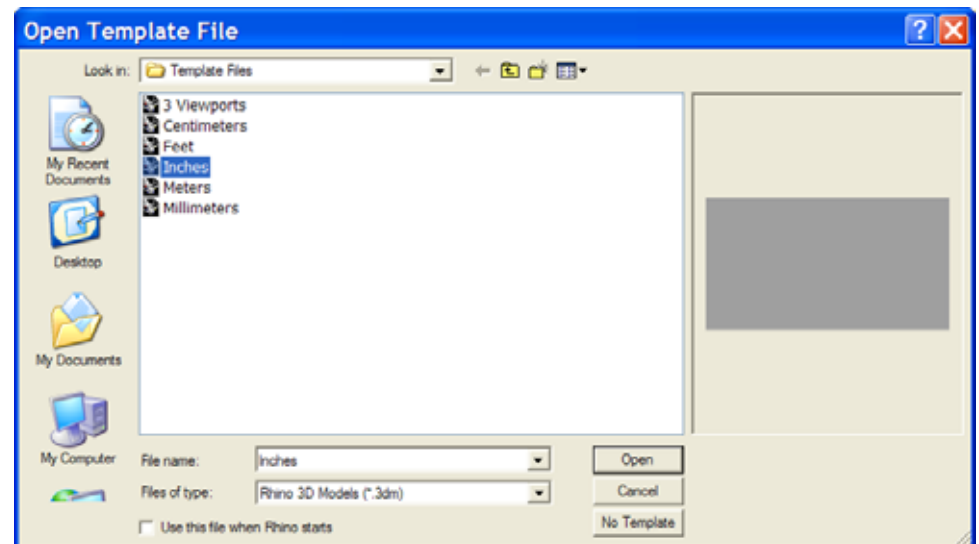 Open Template File
Look in: Template Files
3 Viewports
Centimeters
Feet
Inches
Meters
Millimeters
My Recent
Documents
Desktop
My Documents
My Computer
File name: Inches
Files of type: Rhino 3D Models (*.3dm)
Use this file when Rhino starts
Open
Cancel
No Template